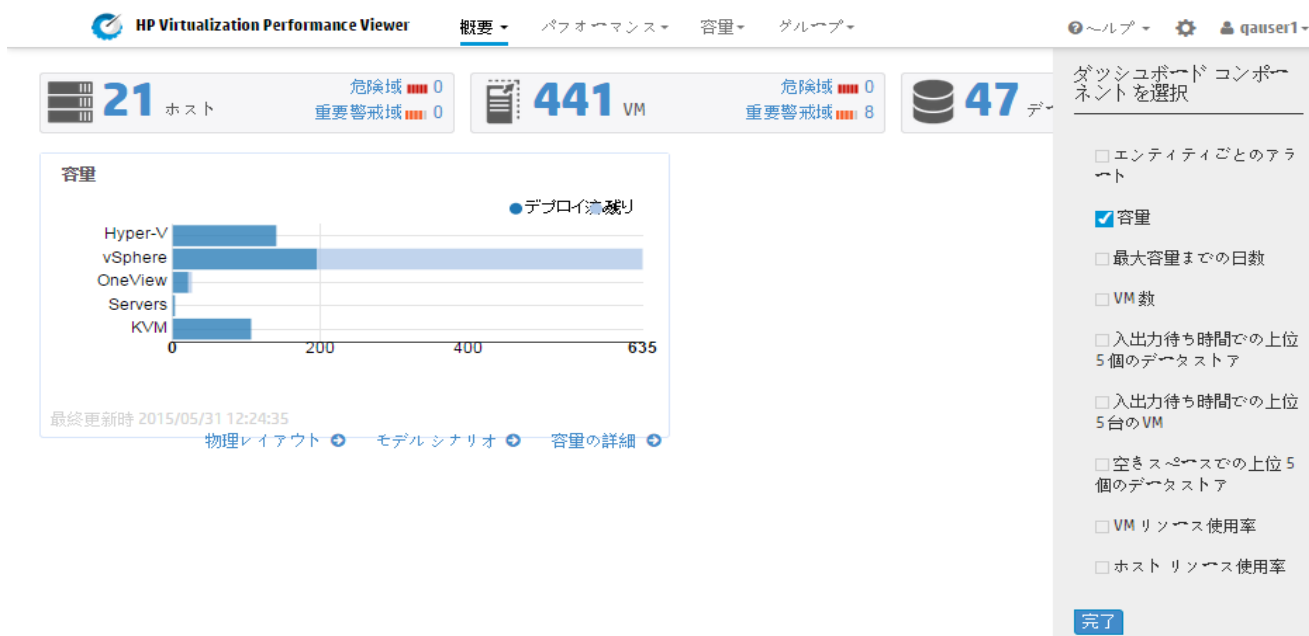 HP Virtualization Performance Viewer 概要 パフォーマンス 容量 グループ ヘルプ qauser1
21 ホスト 危険域 0
重要警戒域 0
441 VM 危険域 0
重要警戒域 8
47 デー
容量
デプロイ済 残り
Hyper-V
vSphere
OneView
Servers
KVM
0 200 400 635
最終更新時 2015/05/31 12:24:35
物理レイアウト モデル シナリオ 容量の詳細
ダッシュボード コンポー
ネントを選択
エンティティごとのアラ
ート
容量
最大容量までの日数
VM 数
入出力待ち時間での上位
5 個のデータストア
入出力待ち時間での上位
5 台の VM
空きスペースでの上位 5
個のデータストア
VM リソース使用率
ホスト リソース使用率
完了